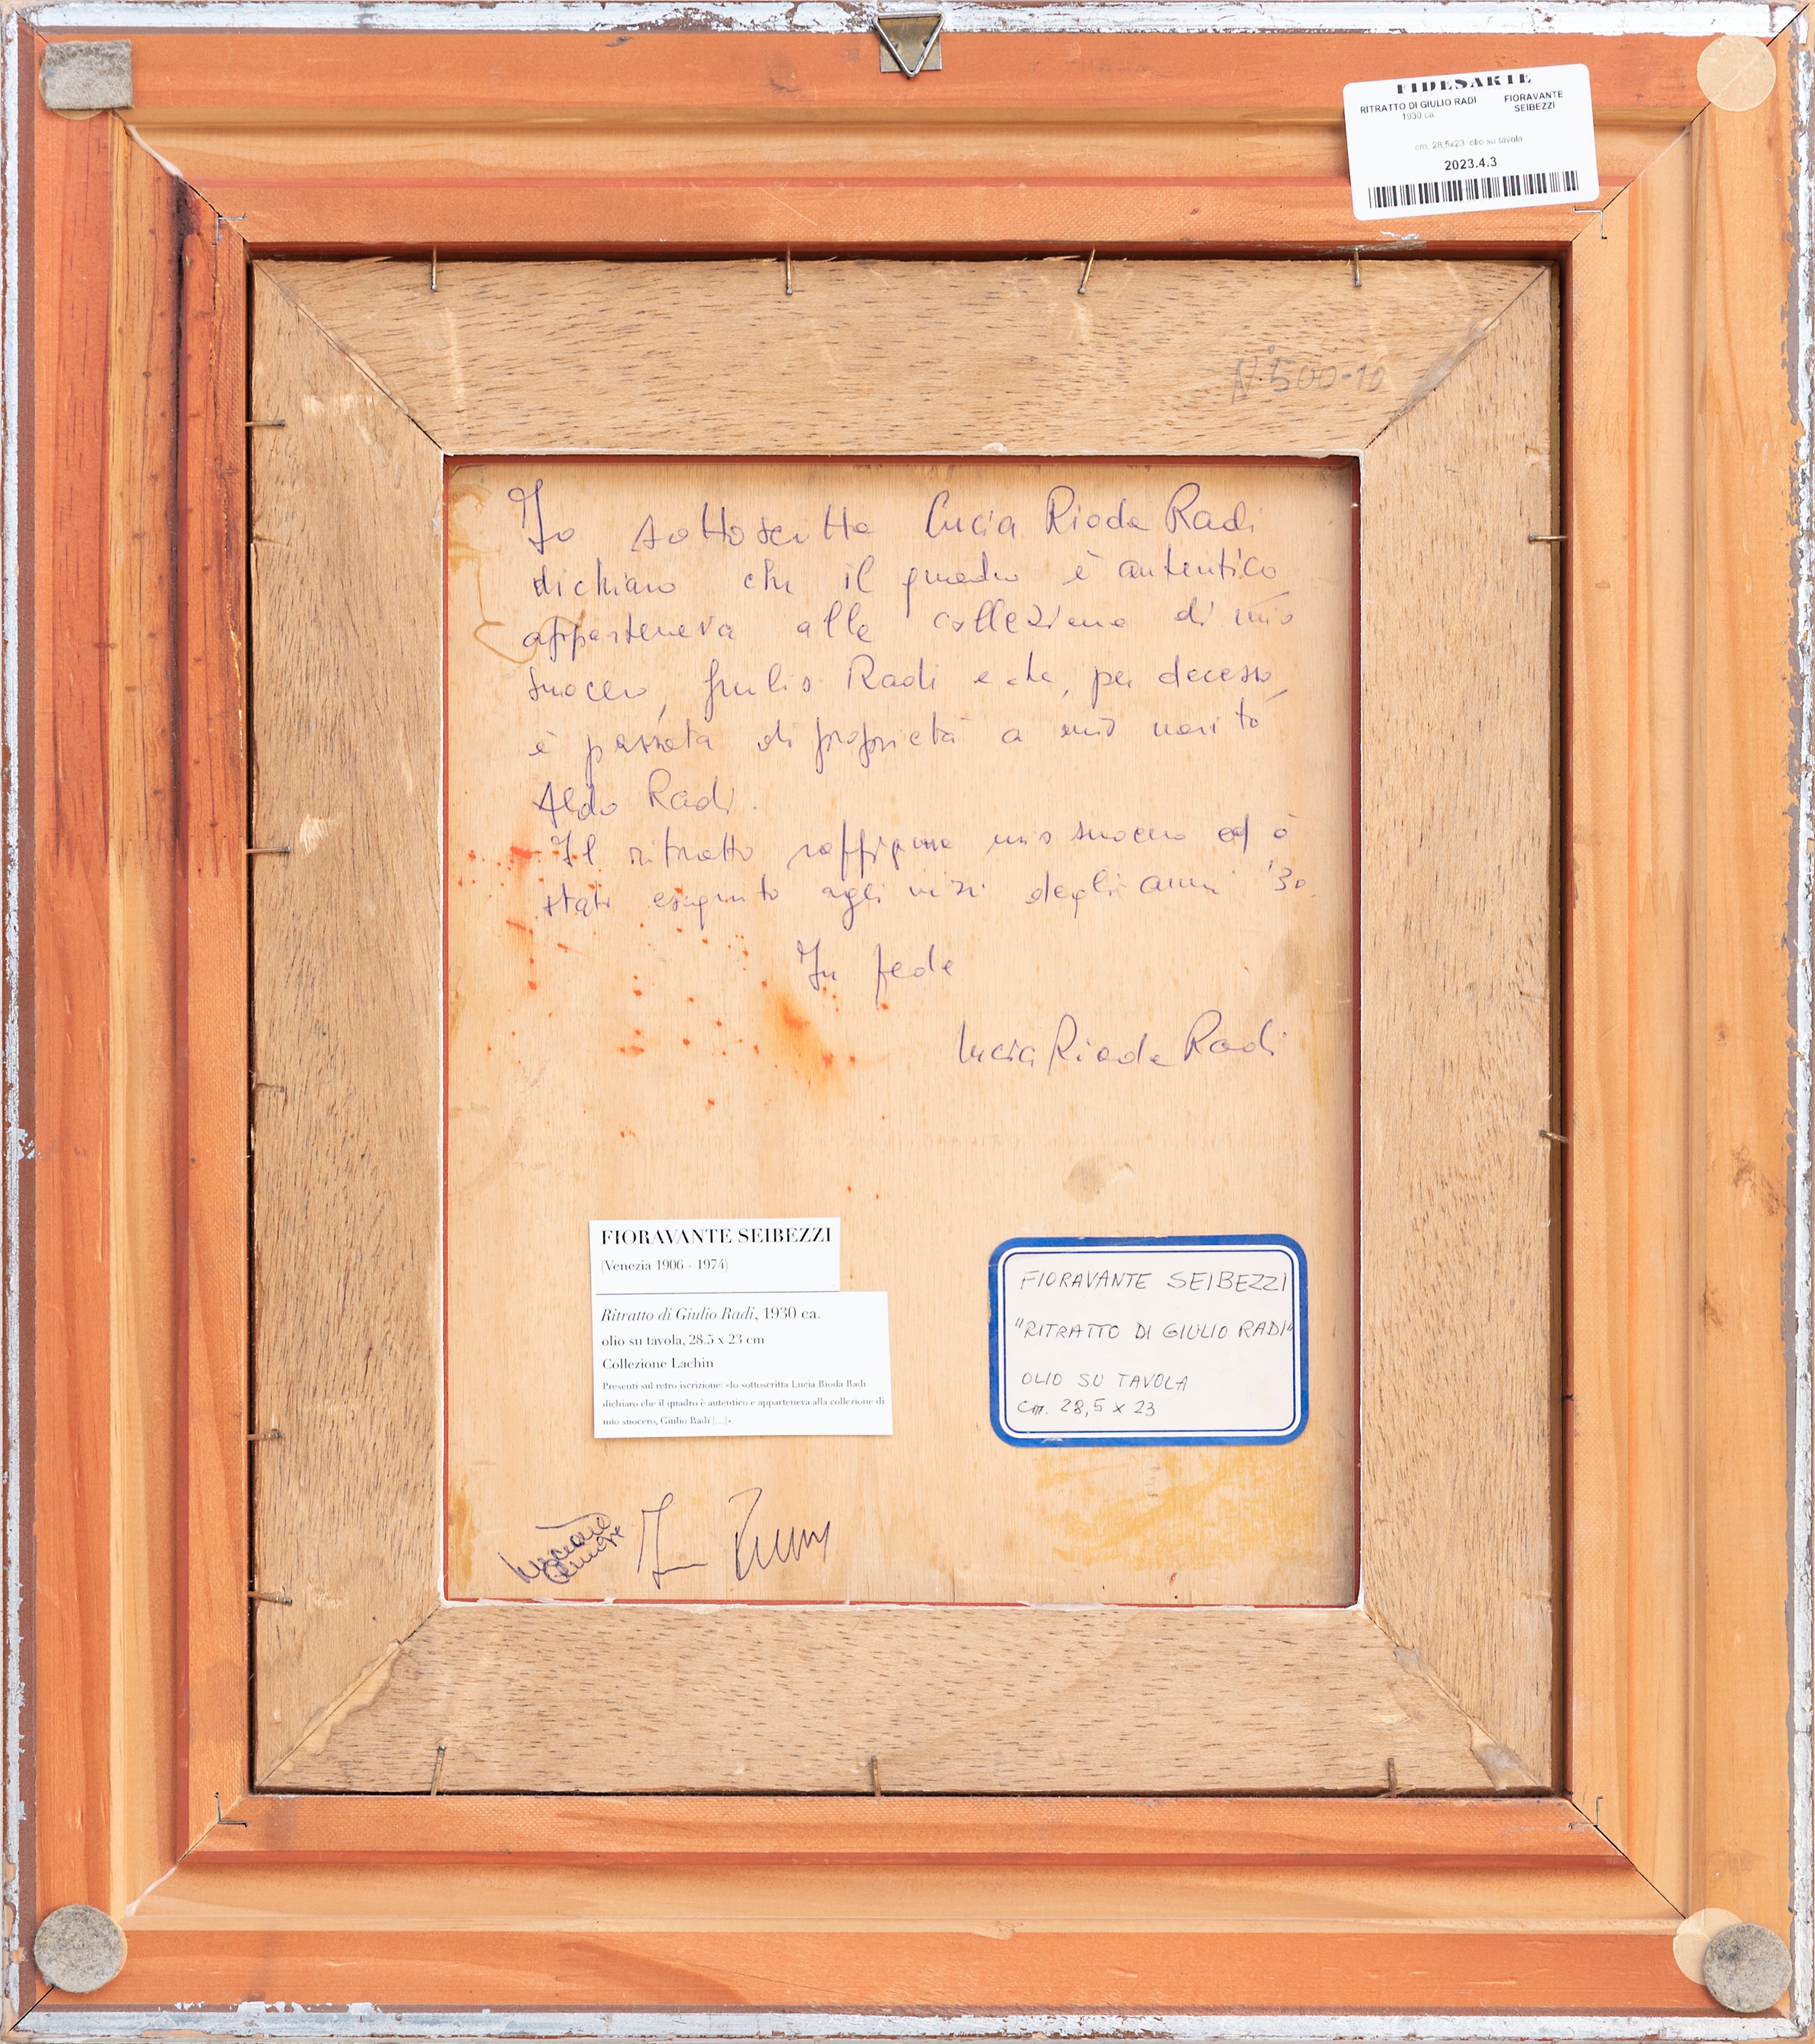 FIDESARTE
RITRATTO DI GIULIO RADI FIORAVANTE
1930 ca. SEIBEZZI
cm. 28,5x23 olio su tavola
2023.4.3
N° 500-10
Io sottoscritta Lucia Rioda Radi
dichiaro che il quadro è autentico
apparteneva alla collezione di mio
suocero, Giulio Radi e che, per decesso,
è passata di proprietà a mio marito
Aldo Radi.
Il ritratto raffigura mio suocero ed è
stato eseguito agli inizi degli anni '30.
In fede
Lucia Rioda Radi
FIORAVANTE SEIBEZZI
(Venezia 1906 - 1974)
Ritratto di Giulio Radi, 1930 ca.
olio su tavola, 28.5 x 23 cm
Collezione Lachin
Presenti sul retro iscrizione: «Io sottoscritta Lucia Rioda Radi
dichiaro che il quadro è autentico e apparteneva alla collezione di
mio suocero, Giulio Radi [...]».
FIORAVANTE SEIBEZZI
"RITRATTO DI GIULIO RADI"
OLIO SU TAVOLA
cm. 28,5 x 23